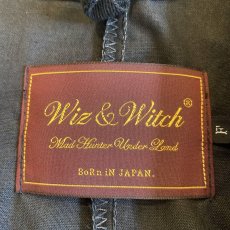 Wiz & Witch®
Mad Hunter Under Land
BoRn iN JAPAN.
F